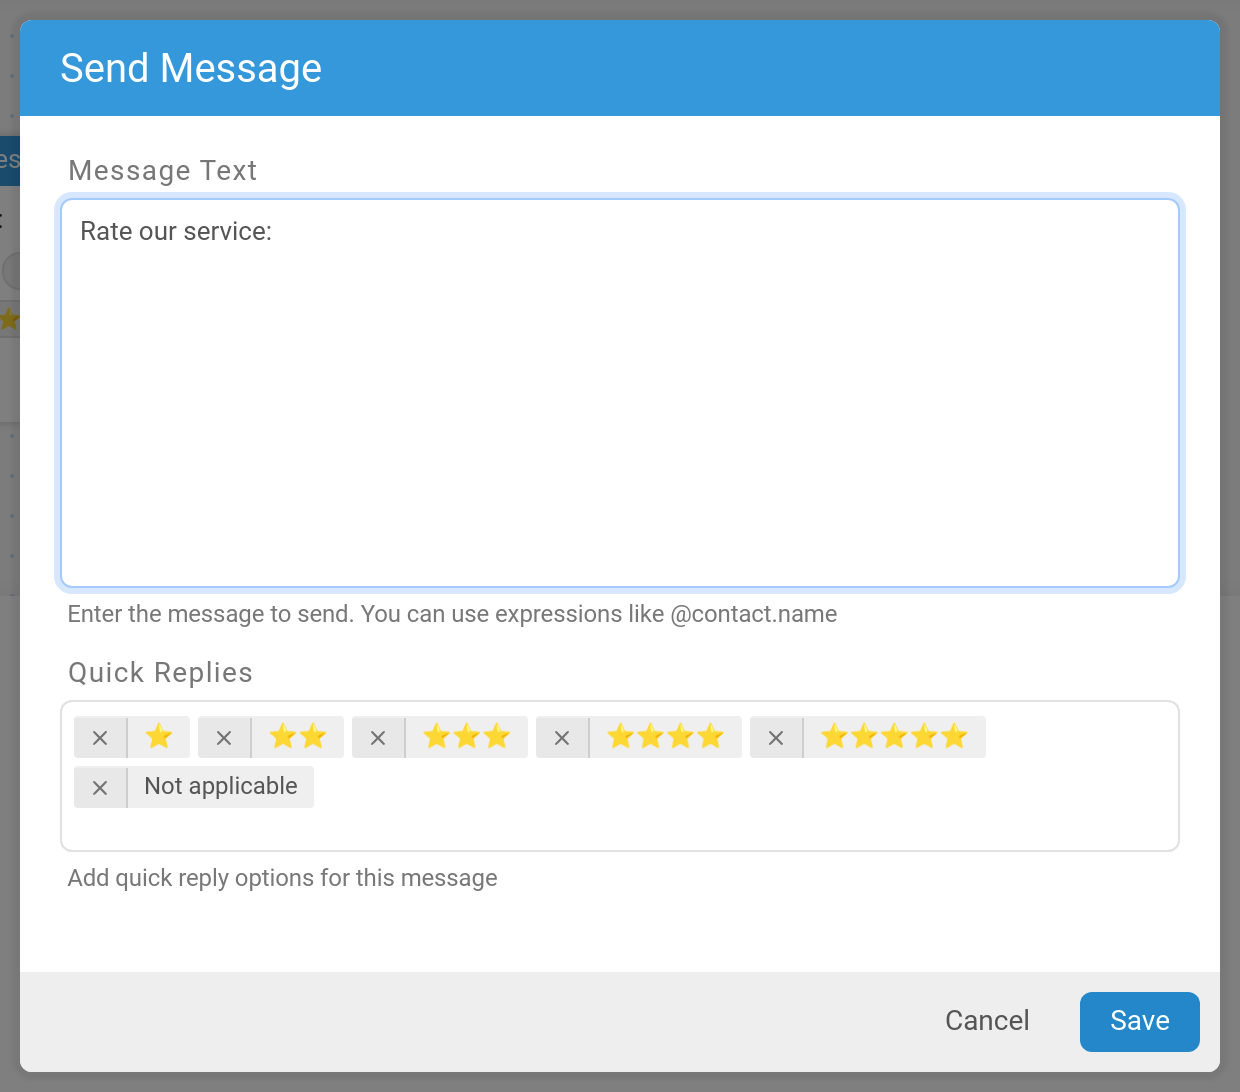 Send Message
Message Text
Rate our service:
Enter the message to send. You can use expressions like @contact.name
Quick Replies
× ⭐ × ⭐⭐ × ⭐⭐⭐ × ⭐⭐⭐⭐ × ⭐⭐⭐⭐⭐
× Not applicable
Add quick reply options for this message
Cancel Save